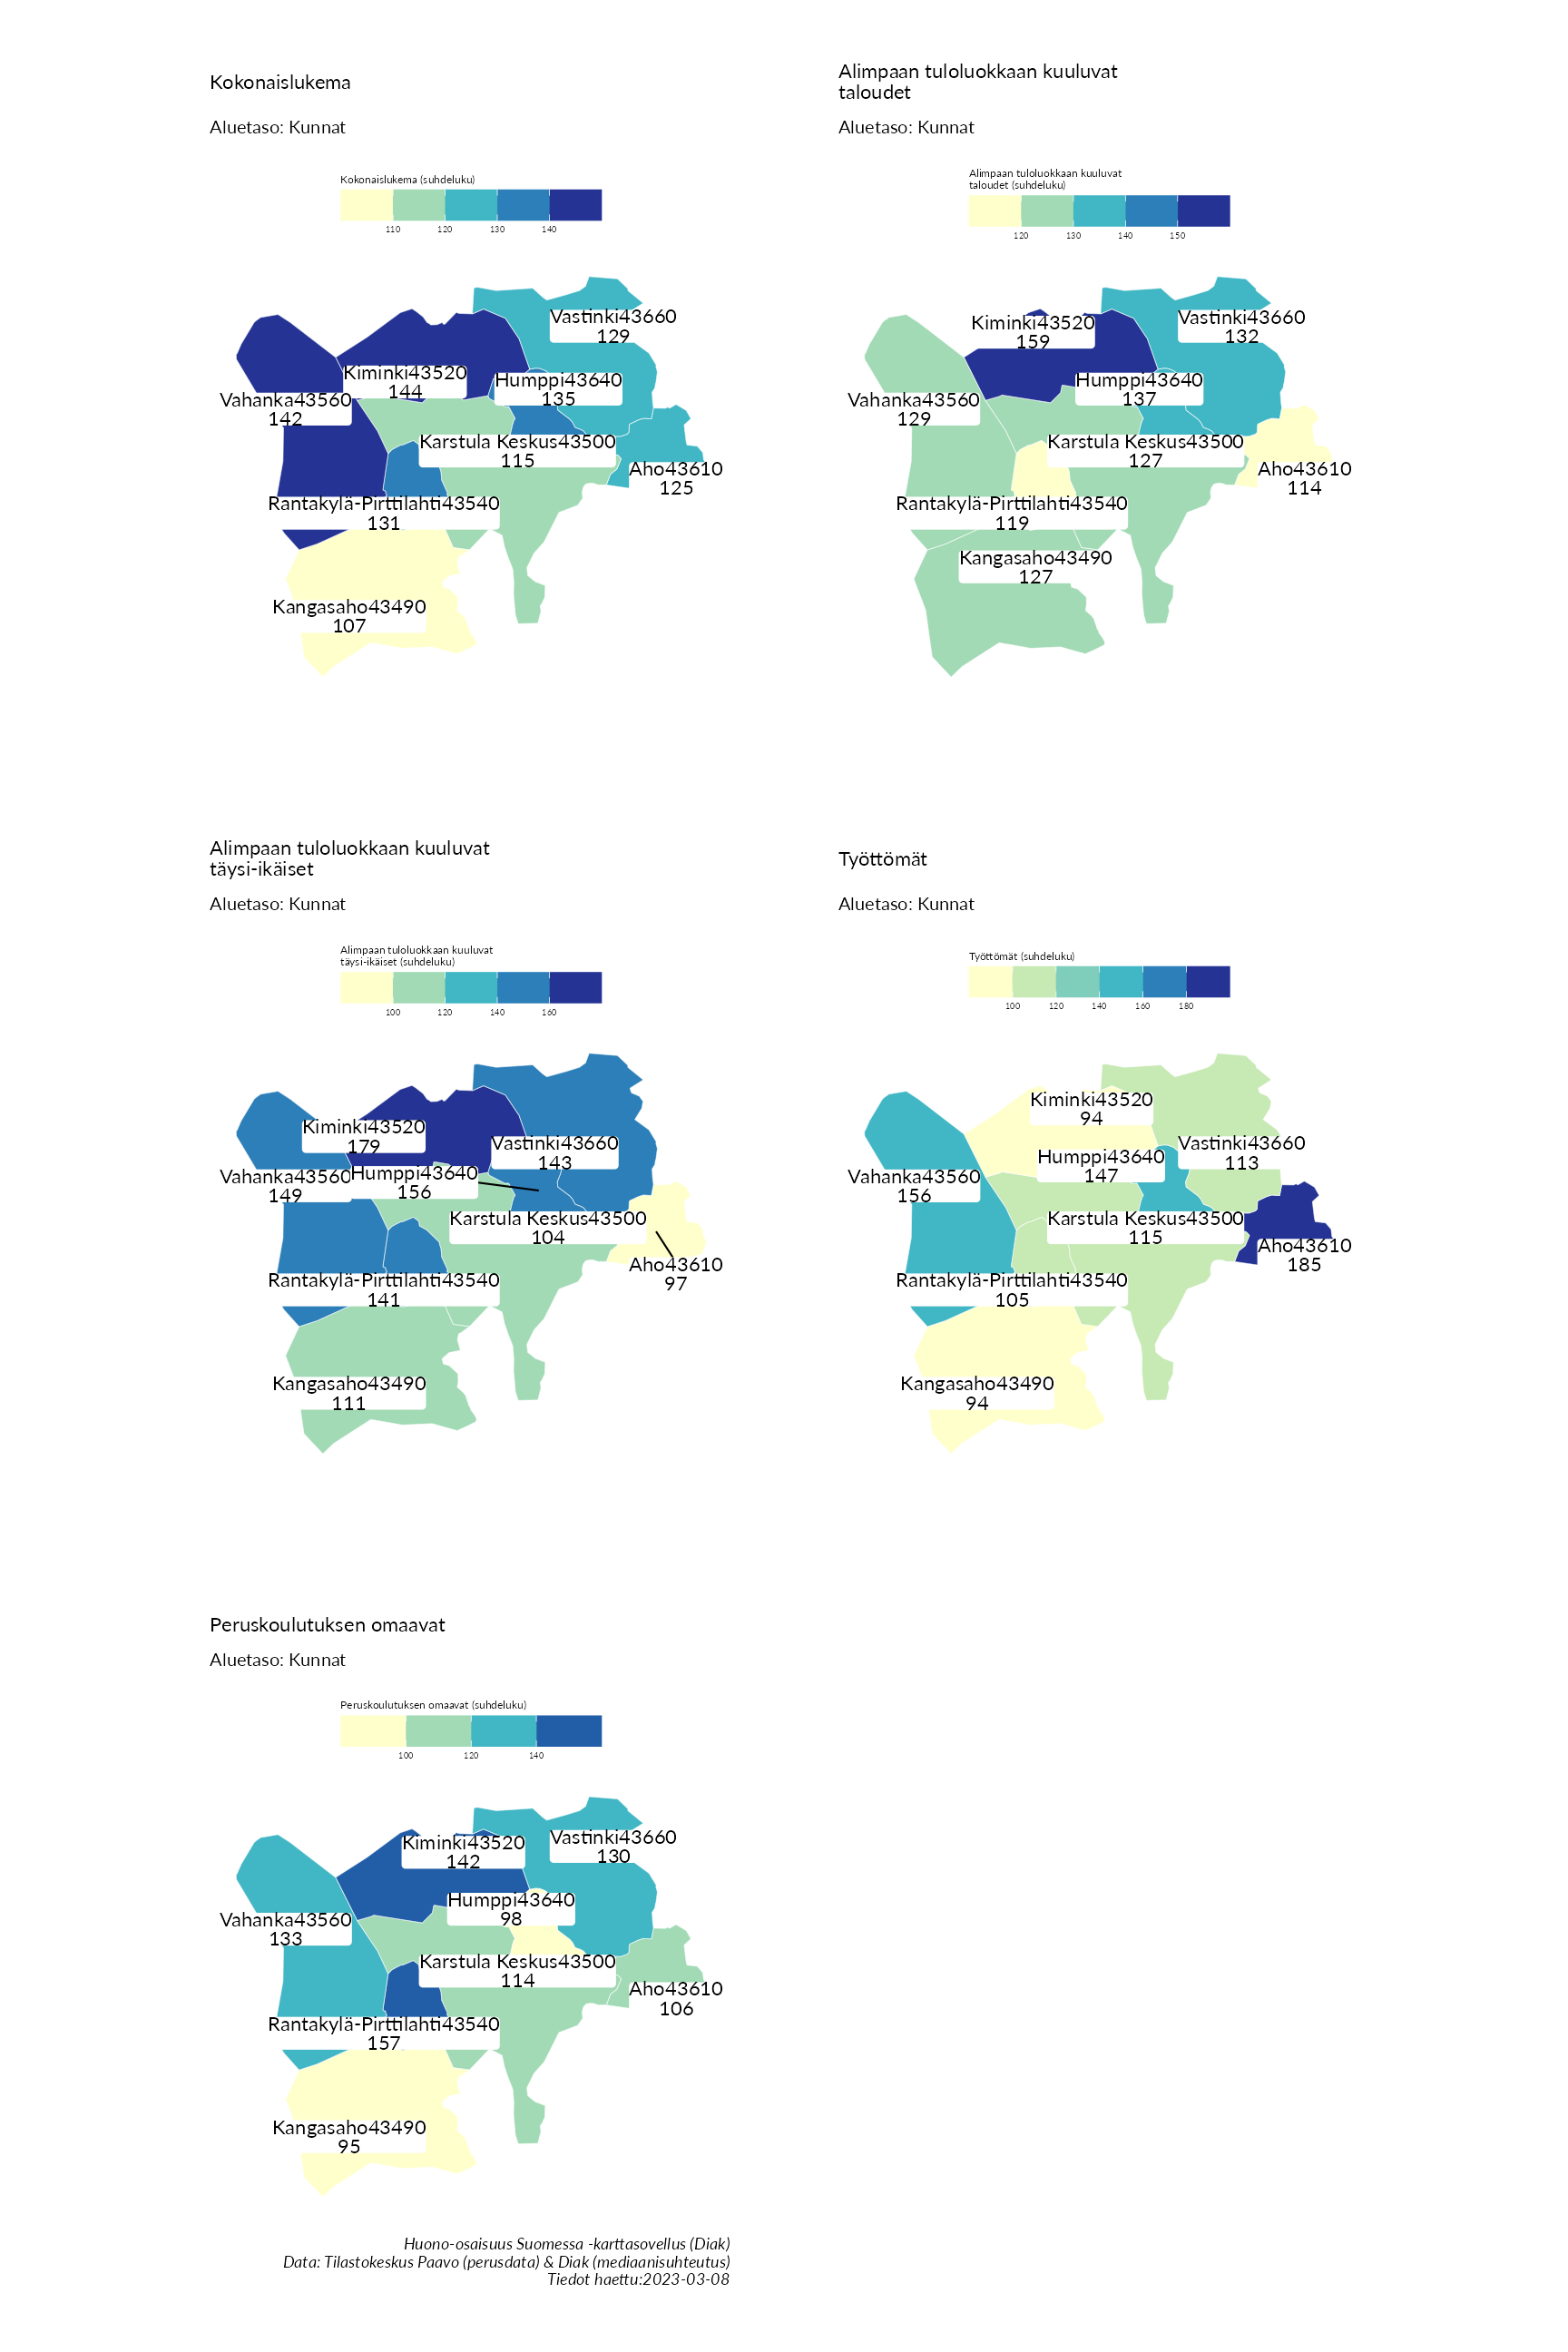 Kokonaislukema
Aluetaso: Kunnat
Kokonaislukema (suhdeluku)
110 120 130 140
Vastinki43660
129
Kiminki43520
144
Humppi43640
135
Vahanka43560
142
Karstula Keskus43500
115
Aho43610
125
Rantakylä-Pirttilahti43540
131
Kangasaho43490
107
Alimpaan tuloluokkaan kuuluvat
taloudet
Aluetaso: Kunnat
Alimpaan tuloluokkaan kuuluvat
taloudet (suhdeluku)
120 130 140 150
Kiminki43520
159
Vastinki43660
132
Humppi43640
137
Vahanka43560
129
Karstula Keskus43500
127
Aho43610
114
Rantakylä-Pirttilahti43540
119
Kangasaho43490
127
Alimpaan tuloluokkaan kuuluvat
täysi-ikäiset
Aluetaso: Kunnat
Alimpaan tuloluokkaan kuuluvat
täysi-ikäiset (suhdeluku)
100 120 140 160
Kiminki43520
179
Vastinki43660
143
Vahanka43560
149
Humppi43640
156
Karstula Keskus43500
104
Aho43610
97
Rantakylä-Pirttilahti43540
141
Kangasaho43490
111
Työttömät
Aluetaso: Kunnat
Työttömät (suhdeluku)
100 120 140 160 180
Kiminki43520
94
Vastinki43660
113
Humppi43640
147
Vahanka43560
156
Karstula Keskus43500
115
Aho43610
185
Rantakylä-Pirttilahti43540
105
Kangasaho43490
94
Peruskoulutuksen omaavat
Aluetaso: Kunnat
Peruskoulutuksen omaavat (suhdeluku)
100 120 140
Kiminki43520
142
Vastinki43660
130
Humppi43640
98
Vahanka43560
133
Karstula Keskus43500
114
Aho43610
106
Rantakylä-Pirttilahti43540
157
Kangasaho43490
95
Huono-osaisuus Suomessa -karttasovellus (Diak)
Data: Tilastokeskus Paavo (perusdata) & Diak (mediaanisuhteutus)
Tiedot haettu:2023-03-08